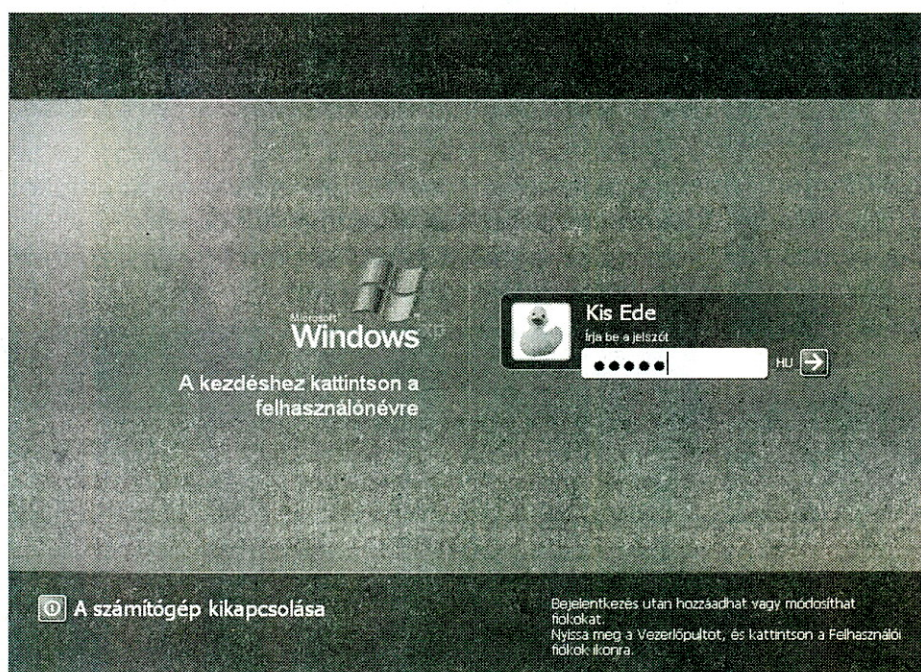 Microsoft
Windows xp
A kezdéshez kattintson a
felhasználónévre
Kis Ede
Írja be a jelszót
HU
A számítógép kikapcsolása
Bejelentkezés után hozzáadhat vagy módosíthat
fiókokat.
Nyissa meg a Vezérlőpultot, és kattintson a Felhasználói
fiókok ikonra.